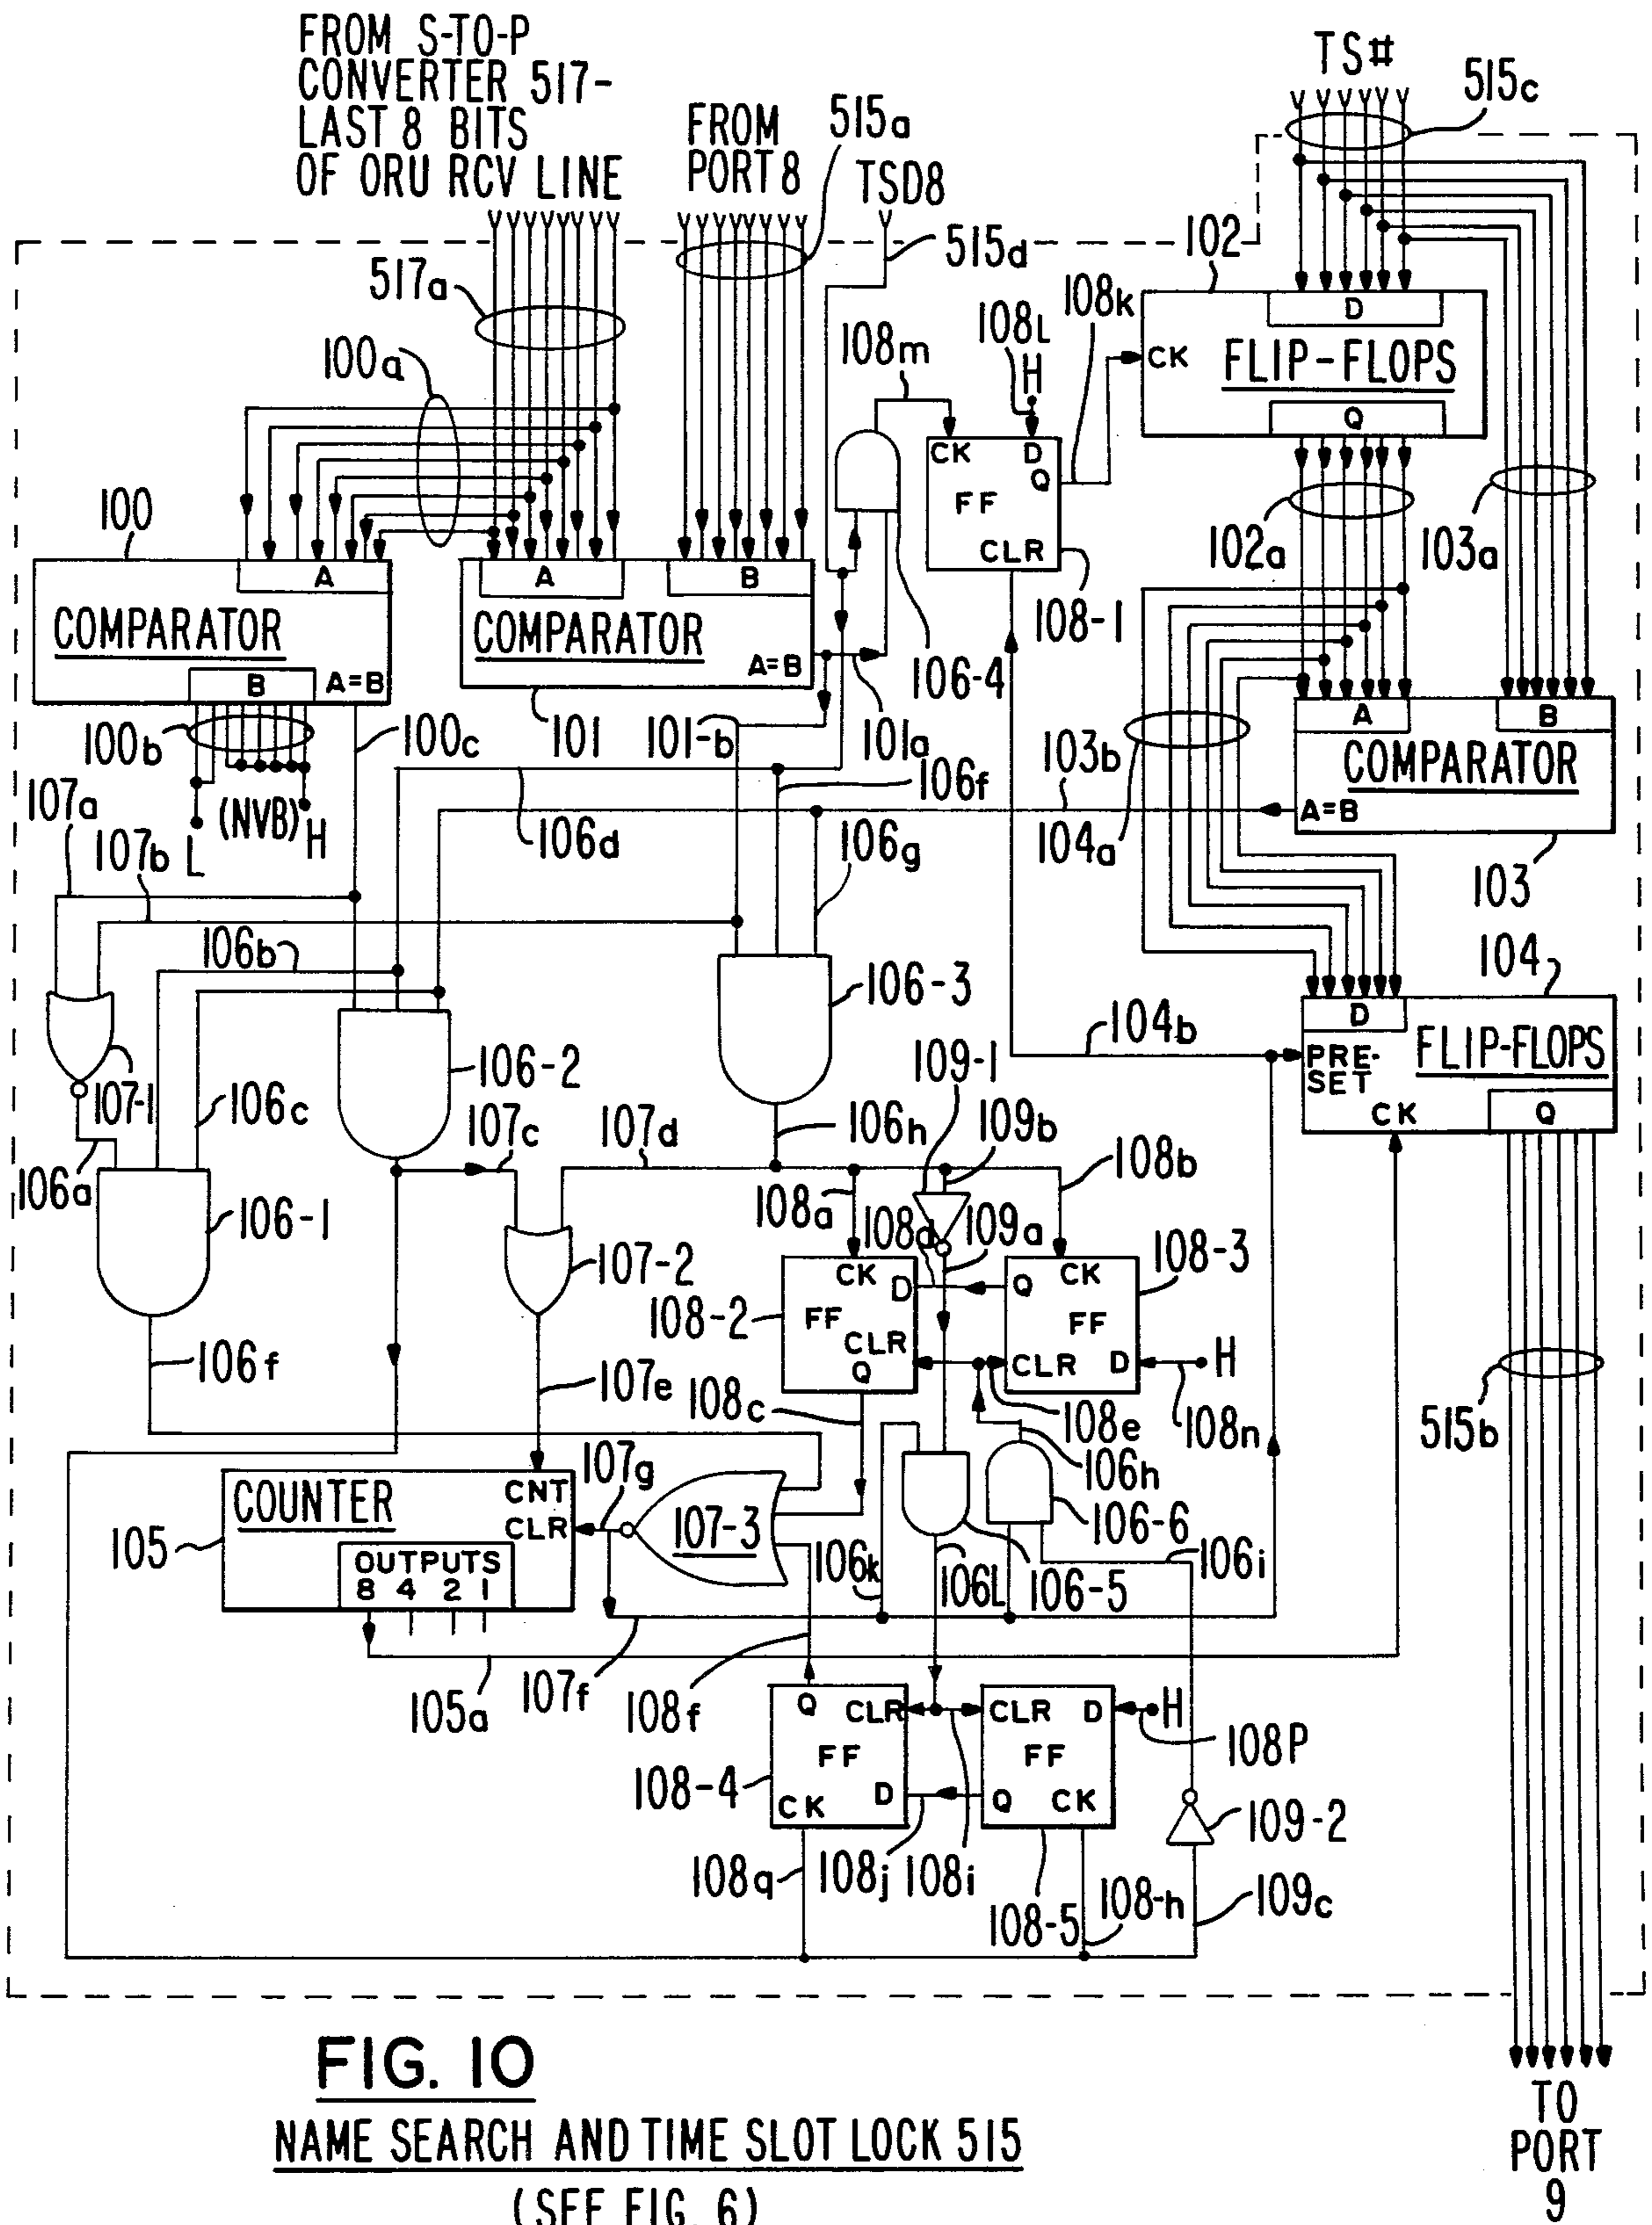 FROM S-TO-P
CONVERTER 517-
LAST 8 BITS
OF ORU RCV LINE
FROM
PORT 8
515a
TSD8
TS#
515c
515d
102
517a
100a
108m
108L
H
108k
D
CK
FLIP-FLOPS
Q
CK
D
Q
FF
CLR
102a
103a
108-1
100
A
COMPARATOR
B
A=B
A
B
COMPARATOR
A=B
106-4
100b
100c
101
101-b
101a
103b
104a
A
B
COMPARATOR
A=B
103
107a
107b
L
(NVB)
H
106d
106f
106g
106b
106-3
104
107-1
106c
106-2
104b
D
PRE-
SET
FLIP-FLOPS
CK
Q
106a
107c
107d
106h
109-1
109b
108b
106-1
107-2
108a
108d
109a
108-3
108-2
CK
D
FF
CLR
Q
Q
CK
FF
CLR
D
H
106f
107e
108c
108e
108n
515b
106h
107g
COUNTER
CNT
CLR
105
OUTPUTS
8 4 2 1
107-3
106-6
106k
106L
106-5
106i
105a
107f
108f
Q
CLR
FF
D
CK
108-4
CLR
D
H
FF
Q
CK
108P
109-2
108q
108j
108i
108-5
108-h
109c
FIG. 10
NAME SEARCH AND TIME SLOT LOCK 515
(SEE FIG. 6)
TO
PORT
9